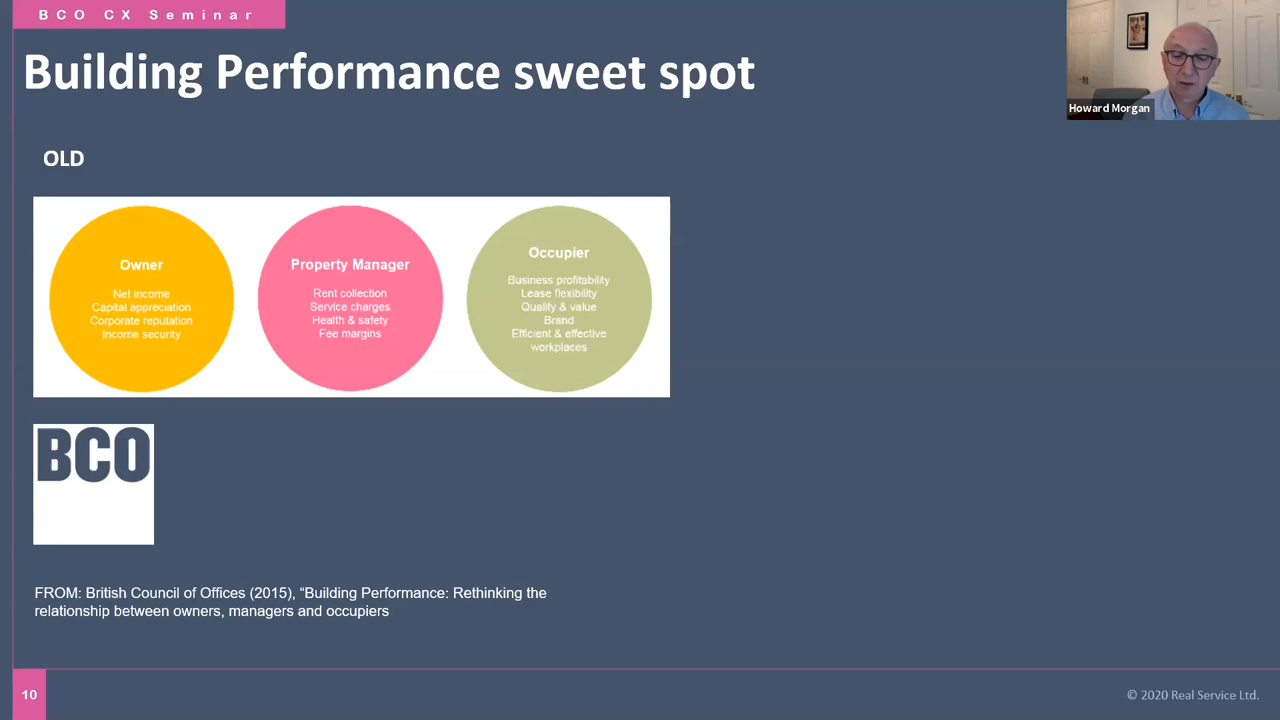 BCO CX Seminar
Building Performance sweet spot
Howard Morgan
OLD
Owner
Net income
Capital appreciation
Corporate reputation
Income security
Property Manager
Rent collection
Service charges
Health & safety
Fee margins
Occupier
Business profitability
Lease flexibility
Quality & value
Brand
Efficient & effective
workplaces
BCO
FROM: British Council of Offices (2015), “Building Performance: Rethinking the
relationship between owners, managers and occupiers
10
© 2020 Real Service Ltd.